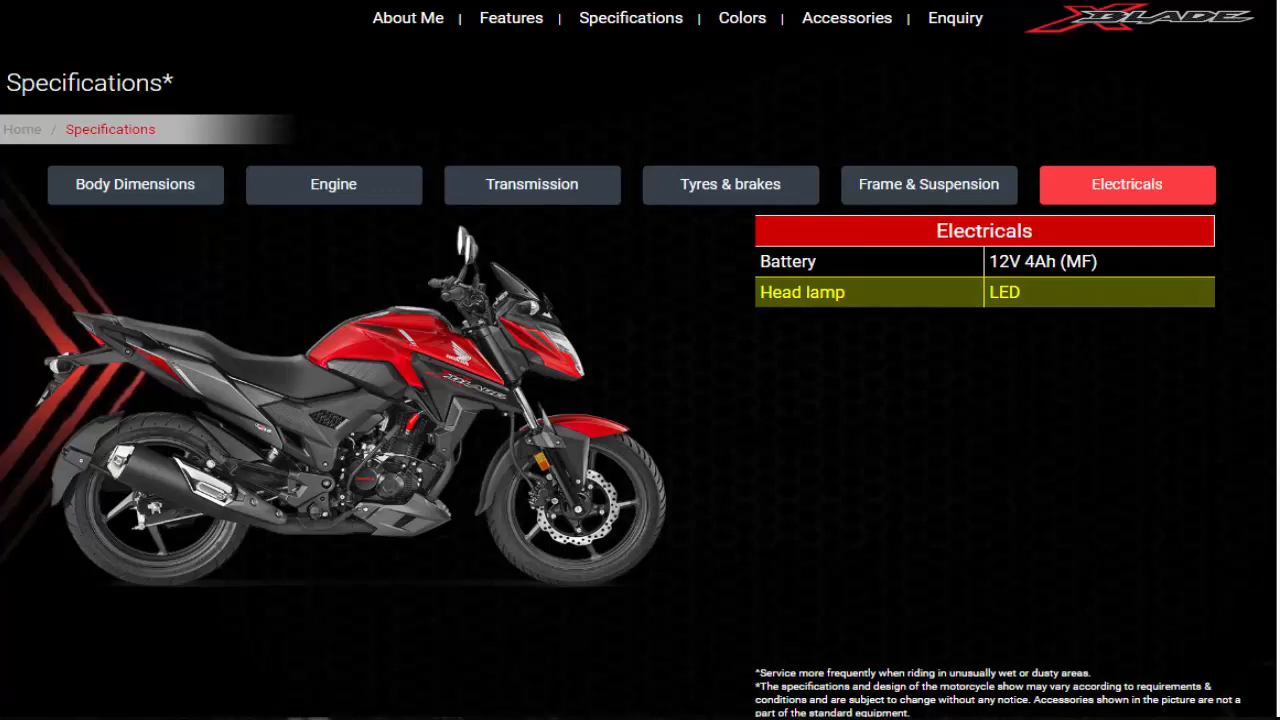 About Me | Features | Specifications | Colors | Accessories | Enquiry XBLADE
Specifications*
Home / Specifications
Body Dimensions Engine Transmission Tyres & brakes Frame & Suspension Electricals
Electricals
Battery 12V 4Ah (MF)
Head lamp LED
HONDA
XBLADE
*Service more frequently when riding in unusually wet or dusty areas.
*The specifications and design of the motorcycle show may vary according to requirements &
conditions and are subject to change without any notice. Accessories shown in the picture are not a
part of the standard equipment.